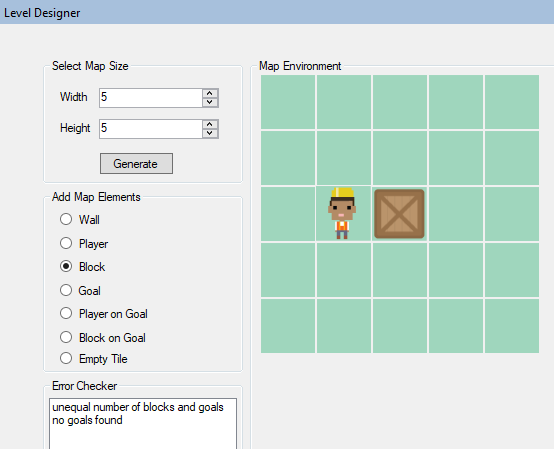 Level Designer
Select Map Size
Width 5
Height 5
Generate
Add Map Elements
Wall
Player
Block
Goal
Player on Goal
Block on Goal
Empty Tile
Error Checker
unequal number of blocks and goals
no goals found
Map Environment